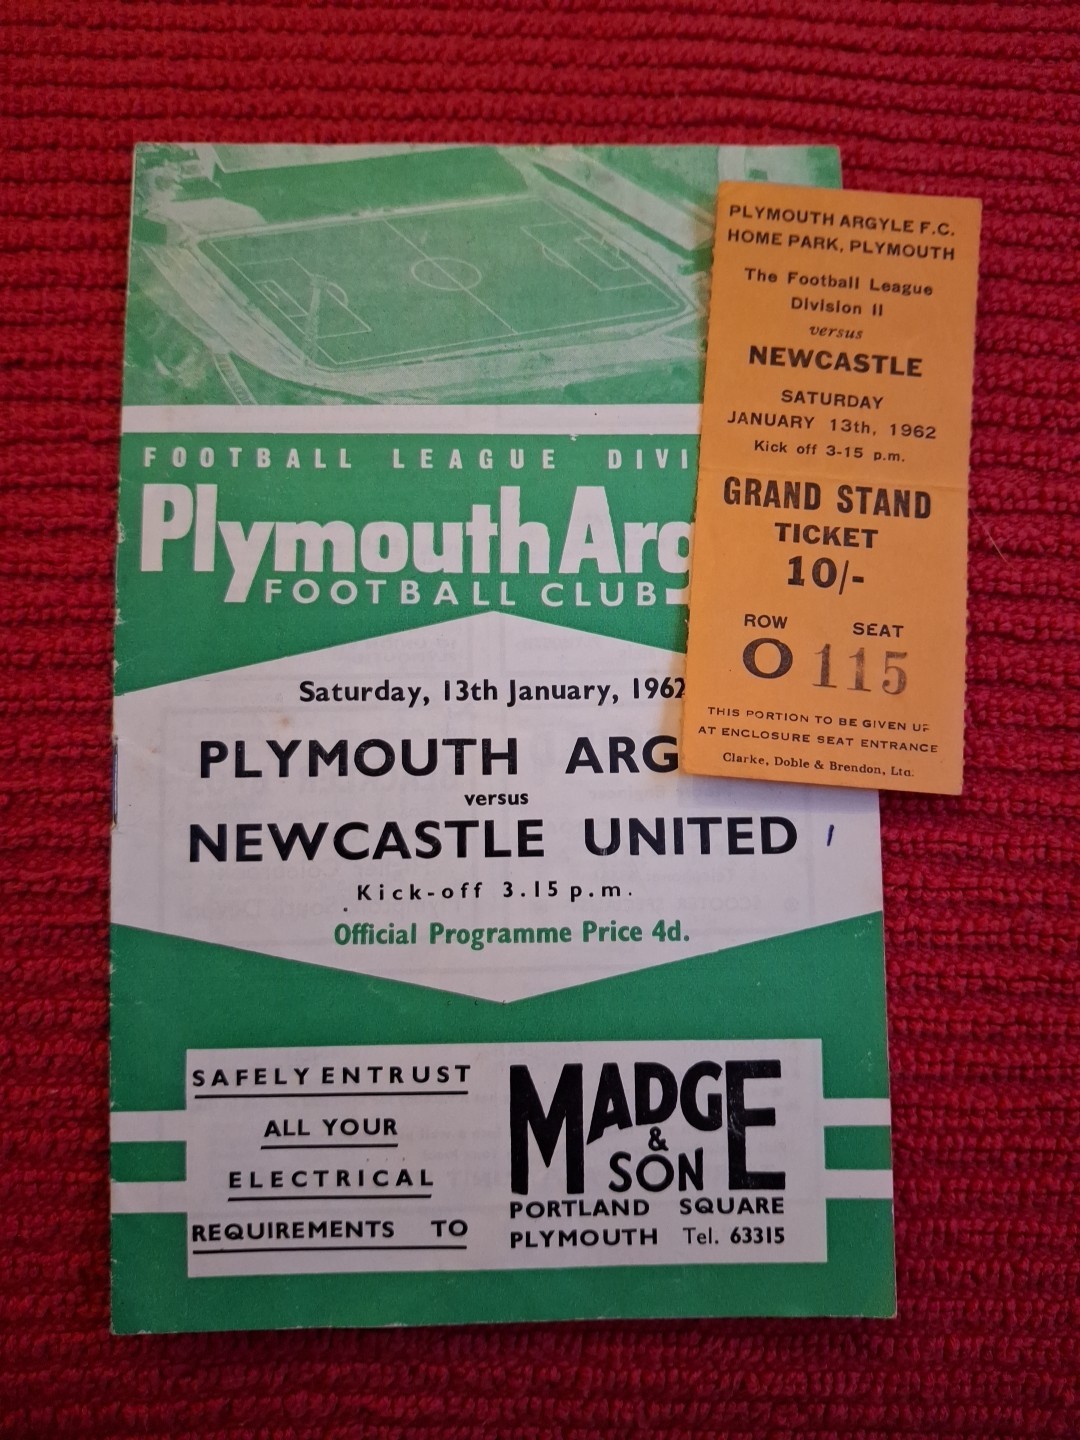 FOOTBALL LEAGUE DIVI
Plymouth Arg
FOOTBALL CLUB
Saturday, 13th January, 1962
PLYMOUTH ARG
versus
NEWCASTLE UNITED
Kick-off 3.15 p.m.
Official Programme Price 4d.
SAFELY ENTRUST
ALL YOUR
ELECTRICAL
REQUIREMENTS TO
MADGE
& SON
PORTLAND SQUARE
PLYMOUTH Tel. 63315
PLYMOUTH ARGYLE F.C.
HOME PARK, PLYMOUTH
The Football League
Division II
versus
NEWCASTLE
SATURDAY
JANUARY 13th, 1962
Kick off 3-15 p.m.
GRAND STAND
TICKET
10/-
ROW SEAT
O 115
THIS PORTION TO BE GIVEN UP
AT ENCLOSURE SEAT ENTRANCE
Clarke, Doble & Brendon, Ltd.